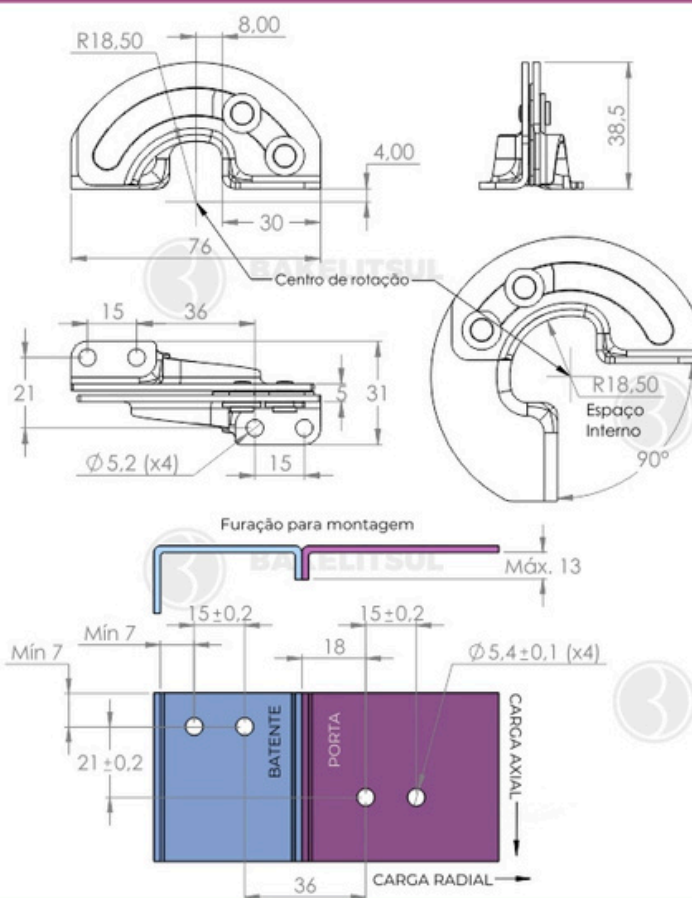 8,00
R18,50
38,5
4,00
30
76
BAKELITSUL
Centro de rotação
15
36
21
5
31
R18,50
Espaço
Interno
90°
Ø 5,2 (x4)
15
Furação para montagem
BAKELITSUL
Máx. 13
15±0,2
15±0,2
Mín 7
18
Ø 5,4±0,1 (x4)
Mín 7
BATENTE
PORTA
CARGA AXIAL
21±0,2
36
CARGA RADIAL